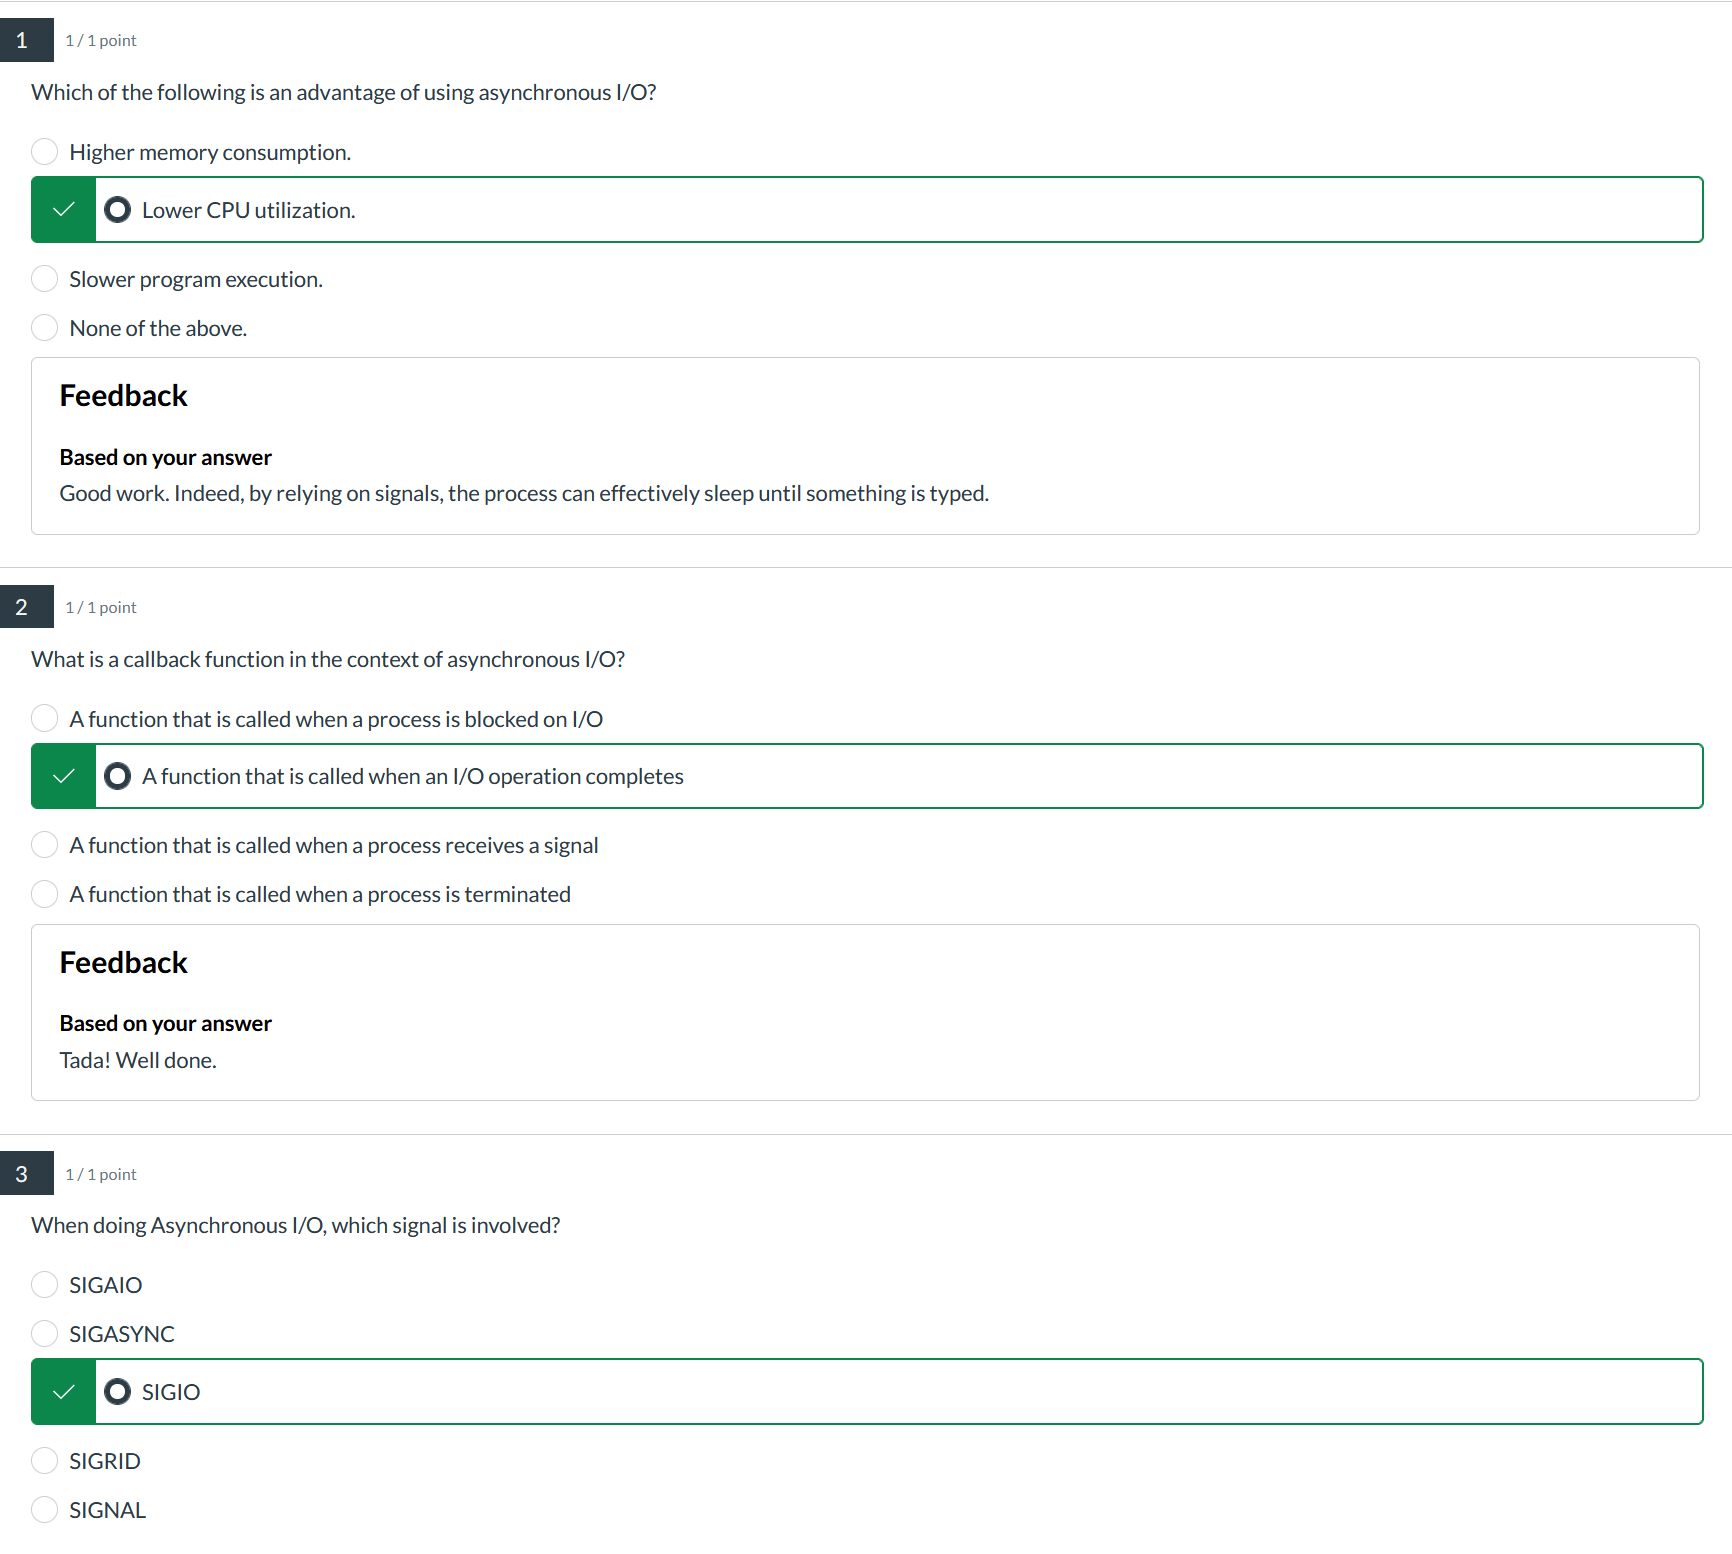 1
1 / 1 point
Which of the following is an advantage of using asynchronous I/O?
Higher memory consumption.
Lower CPU utilization.
Slower program execution.
None of the above.
Feedback
Based on your answer
Good work. Indeed, by relying on signals, the process can effectively sleep until something is typed.
2
1 / 1 point
What is a callback function in the context of asynchronous I/O?
A function that is called when a process is blocked on I/O
A function that is called when an I/O operation completes
A function that is called when a process receives a signal
A function that is called when a process is terminated
Feedback
Based on your answer
Tada! Well done.
3
1 / 1 point
When doing Asynchronous I/O, which signal is involved?
SIGAIO
SIGASYNC
SIGIO
SIGRID
SIGNAL